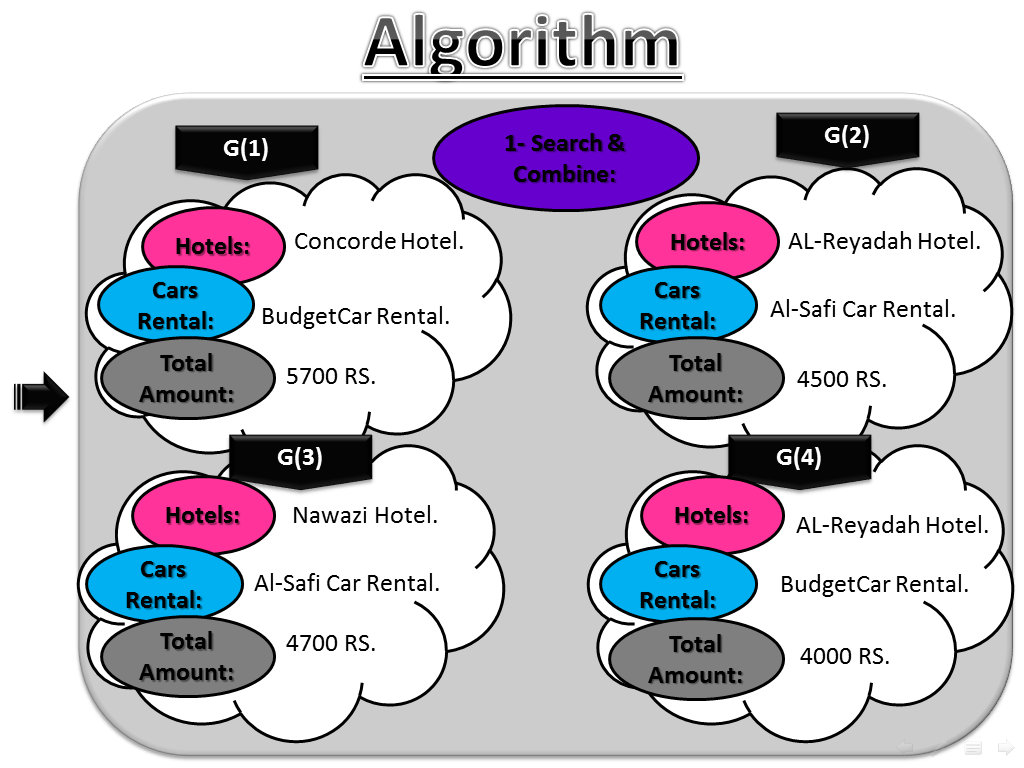 Algorithm
1- Search &
Combine:
G(1)
Hotels:
Concorde Hotel.
Cars
Rental:
BudgetCar Rental.
Total
Amount:
5700 RS.
G(2)
Hotels:
AL-Reyadah Hotel.
Cars
Rental:
Al-Safi Car Rental.
Total
Amount:
4500 RS.
G(3)
Hotels:
Nawazi Hotel.
Cars
Rental:
Al-Safi Car Rental.
Total
Amount:
4700 RS.
G(4)
Hotels:
AL-Reyadah Hotel.
Cars
Rental:
BudgetCar Rental.
Total
Amount:
4000 RS.